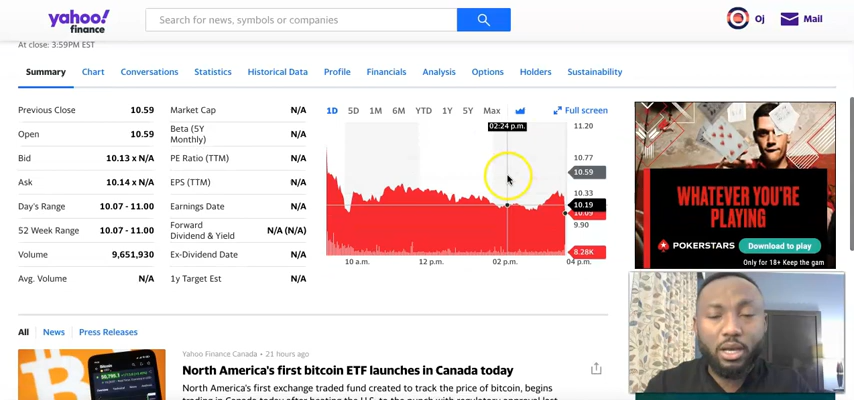 yahoo!
finance
Search for news, symbols or companies
Oj
Mail
At close: 3:59PM EST
Summary Chart Conversations Statistics Historical Data Profile Financials Analysis Options Holders Sustainability
Previous Close 10.59
Open 10.59
Bid 10.13 x N/A
Ask 10.14 x N/A
Day's Range 10.07 - 11.00
52 Week Range 10.07 - 11.00
Volume 9,651,930
Avg. Volume N/A
Market Cap N/A
Beta (5Y
Monthly) N/A
PE Ratio (TTM) N/A
EPS (TTM) N/A
Earnings Date N/A
Forward
Dividend & Yield N/A (N/A)
Ex-Dividend Date N/A
1y Target Est N/A
1D 5D 1M 6M YTD 1Y 5Y Max Full screen
02:24 p.m.
11.20
10.77
10.59
10.33
10.19
10.09
9.90
8.28K
10 a.m. 12 p.m. 02 p.m. 04 p.m.
WHATEVER YOU'RE
PLAYING
POKERSTARS
Download to play
Only for 18+ Keep the gam
All News Press Releases
Yahoo Finance Canada • 21 hours ago
North America's first bitcoin ETF launches in Canada today
North America's first exchange traded fund created to track the price of bitcoin, begins